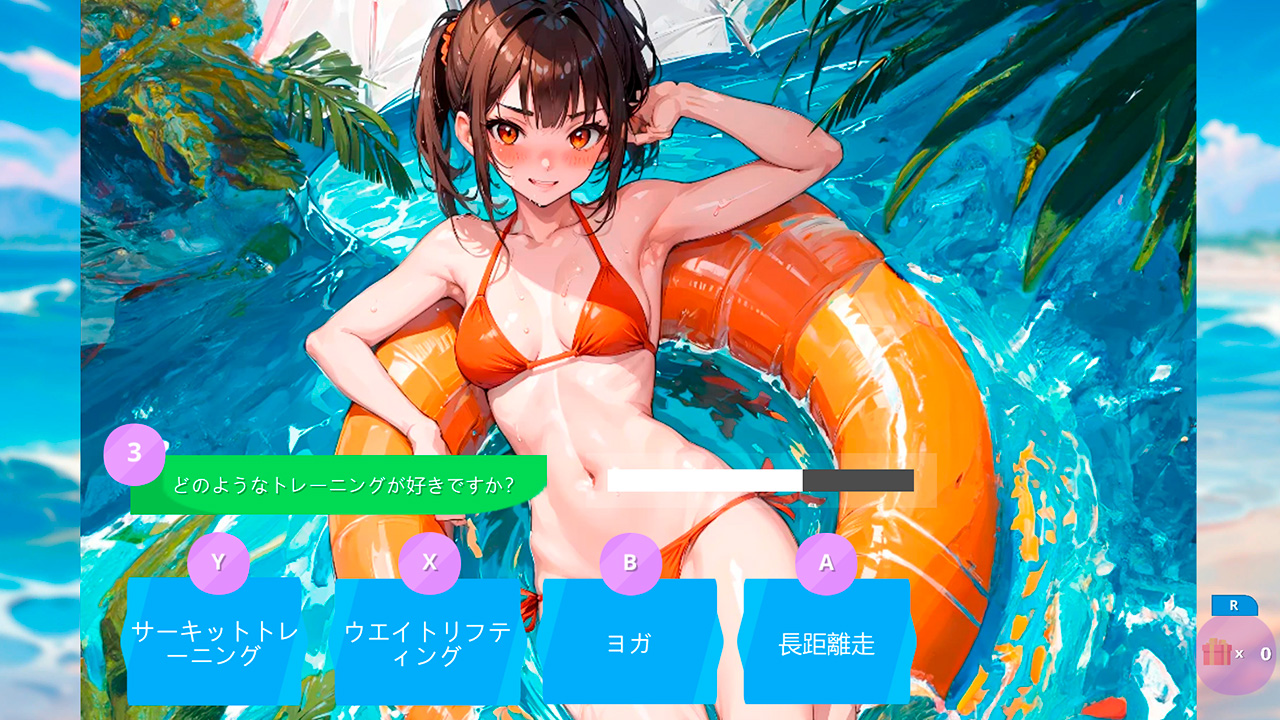 3
どのようなトレーニングが好きですか？
Y
X
B
A
サーキットトレ
ーニング
ウエイトリフテ
ィング
ヨガ
長距離走
R
x 0